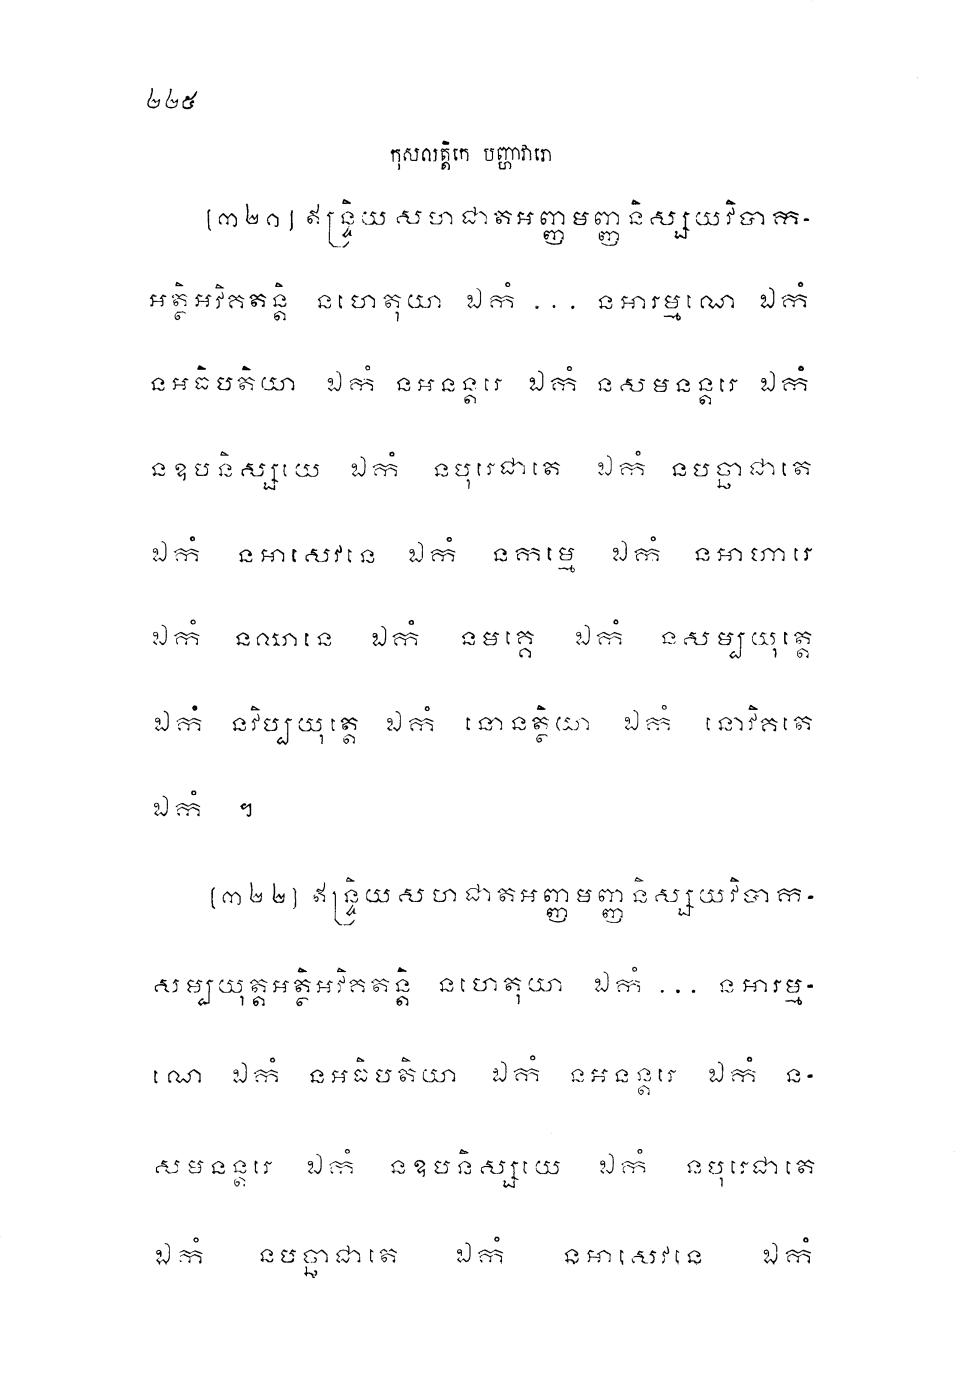 ២២៥
កុសលត្តិកេ បញ្ហាវារោ
[៣២១] ឥន្ទ្រិយសហជាតអញ្ញមញ្ញនិស្សយវិបាក-
អត្ថិអវិគតន្តិ នហេតុយា ឯកំ ... នអារម្មណេ ឯកំ
នអធិបតិយា ឯកំ នអនន្តរេ ឯកំ នសមនន្តរេ ឯកំ
នឧបនិស្សយេ ឯកំ នបុរេជាតេ ឯកំ នបច្ឆាជាតេ
ឯកំ នអាសេវនេ ឯកំ នកម្មេ ឯកំ នអាហារេ
ឯកំ នឈានេ ឯកំ នមគ្គេ ឯកំ នសម្បយុត្តេ
ឯកំ នវិប្បយុត្តេ ឯកំ នោនត្ថិយា ឯកំ នោវិគតេ
ឯកំ ។
[៣២២] ឥន្ទ្រិយសហជាតអញ្ញមញ្ញនិស្សយវិបាក-
សម្បយុត្តអត្ថិអវិគតន្តិ នហេតុយា ឯកំ ... នអារម្ម-
ណេ ឯកំ នអធិបតិយា ឯកំ នអនន្តរេ ឯកំ ន-
សមនន្តរេ ឯកំ នឧបនិស្សយេ ឯកំ នបុរេជាតេ
ឯកំ នបច្ឆាជាតេ ឯកំ នអាសេវនេ ឯកំ